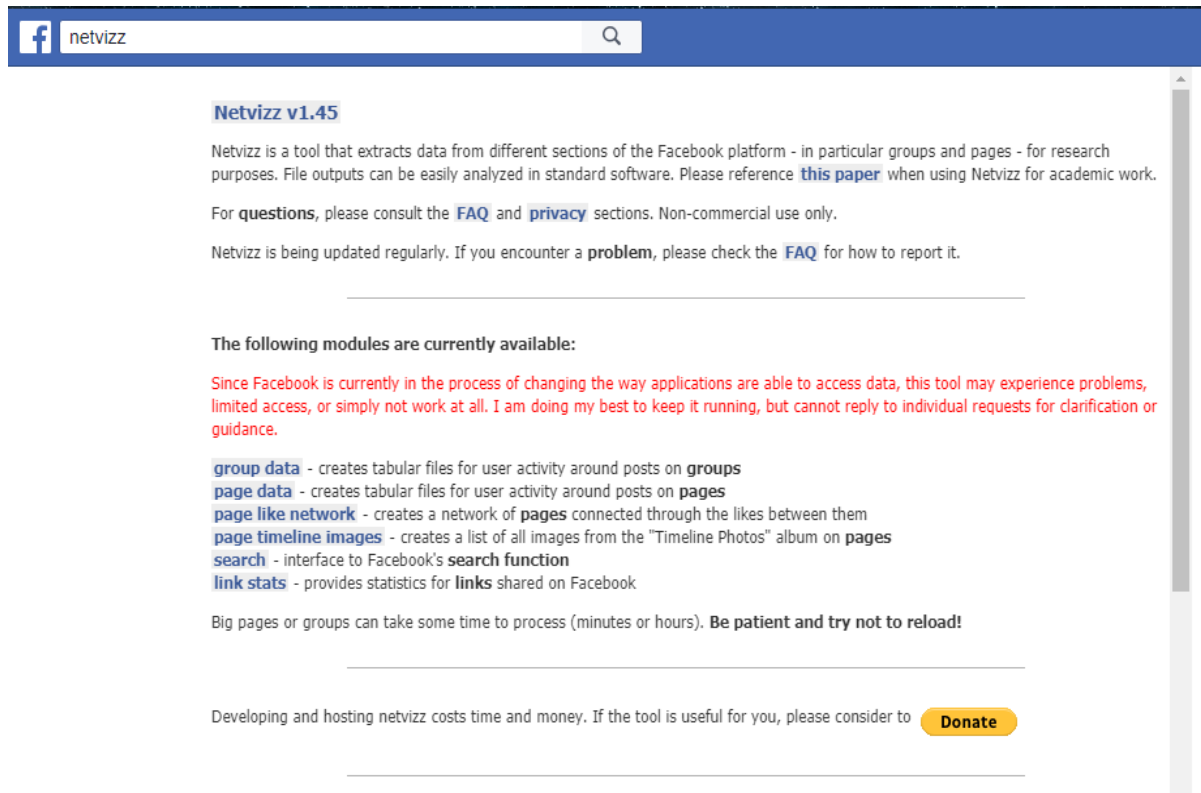 netvizz
Netvizz v1.45
Netvizz is a tool that extracts data from different sections of the Facebook platform - in particular groups and pages - for research
purposes. File outputs can be easily analyzed in standard software. Please reference this paper when using Netvizz for academic work.
For questions, please consult the FAQ and privacy sections. Non-commercial use only.
Netvizz is being updated regularly. If you encounter a problem, please check the FAQ for how to report it.
The following modules are currently available:
Since Facebook is currently in the process of changing the way applications are able to access data, this tool may experience problems,
limited access, or simply not work at all. I am doing my best to keep it running, but cannot reply to individual requests for clarification or
guidance.
group data - creates tabular files for user activity around posts on groups
page data - creates tabular files for user activity around posts on pages
page like network - creates a network of pages connected through the likes between them
page timeline images - creates a list of all images from the "Timeline Photos" album on pages
search - interface to Facebook's search function
link stats - provides statistics for links shared on Facebook
Big pages or groups can take some time to process (minutes or hours). Be patient and try not to reload!
Developing and hosting netvizz costs time and money. If the tool is useful for you, please consider to Donate